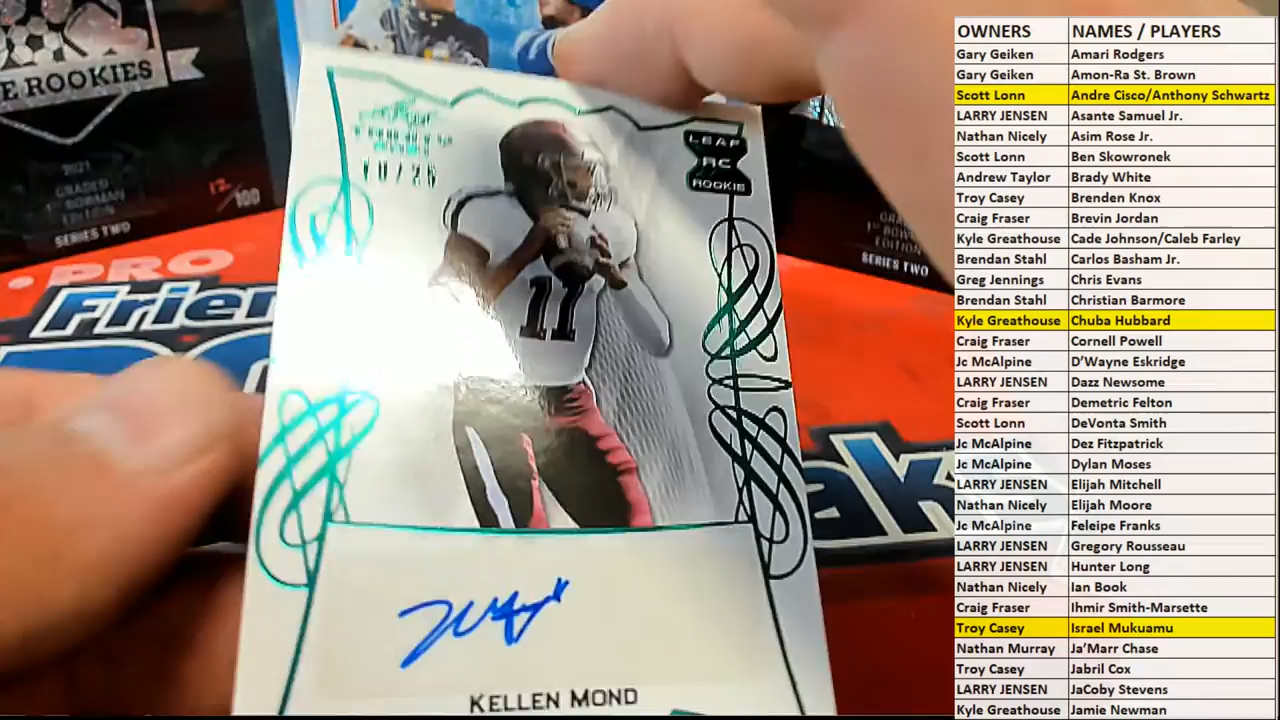 E ROOKIES
2021
GRADED
1ST BOWMAN
EDITION
SERIES TWO
12/100
PRO
Frien
ak
SERIES TWO
10/25
LEAF
RC
ROOKIE
11
KELLEN MOND
OWNERS NAMES / PLAYERS
Gary Geiken Amari Rodgers
Gary Geiken Amon-Ra St. Brown
Scott Lonn Andre Cisco/Anthony Schwartz
LARRY JENSEN Asante Samuel Jr.
Nathan Nicely Asim Rose Jr.
Scott Lonn Ben Skowronek
Andrew Taylor Brady White
Troy Casey Brenden Knox
Craig Fraser Brevin Jordan
Kyle Greathouse Cade Johnson/Caleb Farley
Brendan Stahl Carlos Basham Jr.
Greg Jennings Chris Evans
Brendan Stahl Christian Barmore
Kyle Greathouse Chuba Hubbard
Craig Fraser Cornell Powell
Jc McAlpine D'Wayne Eskridge
LARRY JENSEN Dazz Newsome
Craig Fraser Demetric Felton
Scott Lonn DeVonta Smith
Jc McAlpine Dez Fitzpatrick
Jc McAlpine Dylan Moses
LARRY JENSEN Elijah Mitchell
Nathan Nicely Elijah Moore
Jc McAlpine Feleipe Franks
LARRY JENSEN Gregory Rousseau
LARRY JENSEN Hunter Long
Nathan Nicely Ian Book
Craig Fraser Ihmir Smith-Marsette
Troy Casey Israel Mukuamu
Nathan Murray Ja'Marr Chase
Troy Casey Jabril Cox
LARRY JENSEN JaCoby Stevens
Kyle Greathouse Jamie Newman